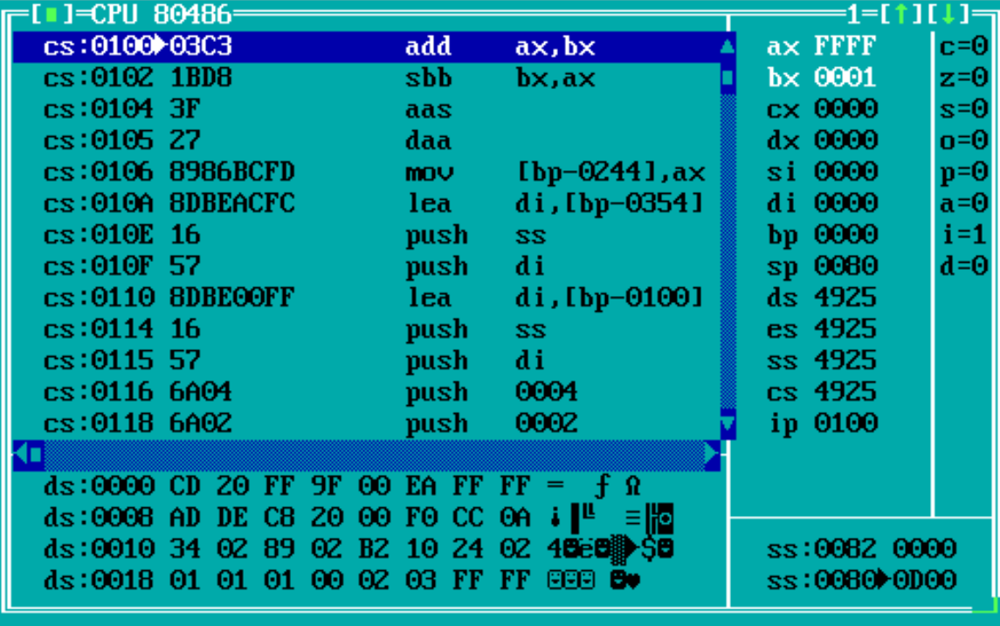 [■]=CPU 80486 1=[↑][↓]
cs:0100►03C3 add ax,bx
cs:0102 1BD8 sbb bx,ax
cs:0104 3F aas
cs:0105 27 daa
cs:0106 8986BCFD mov [bp-0244],ax
cs:010A 8DBEACFC lea di,[bp-0354]
cs:010E 16 push ss
cs:010F 57 push di
cs:0110 8DBE00FF lea di,[bp-0100]
cs:0114 16 push ss
cs:0115 57 push di
cs:0116 6A04 push 0004
cs:0118 6A02 push 0002
ax FFFF c=0
bx 0001 z=0
cx 0000 s=0
dx 0000 o=0
si 0000 p=0
di 0000 a=0
bp 0000 i=1
sp 0080 d=0
ds 4925
es 4925
ss 4925
cs 4925
ip 0100
ds:0000 CD 20 FF 9F 00 EA FF FF = ƒ Ω
ds:0008 AD DE C8 20 00 F0 CC 0A ¡▐╚ ≡╠◙
ds:0010 34 02 89 02 B2 10 24 02 4☻ë☻▓►$☻
ds:0018 01 01 01 00 02 03 FF FF ☺☺☺ ☻♥
ss:0082 0000
ss:0080►0D00